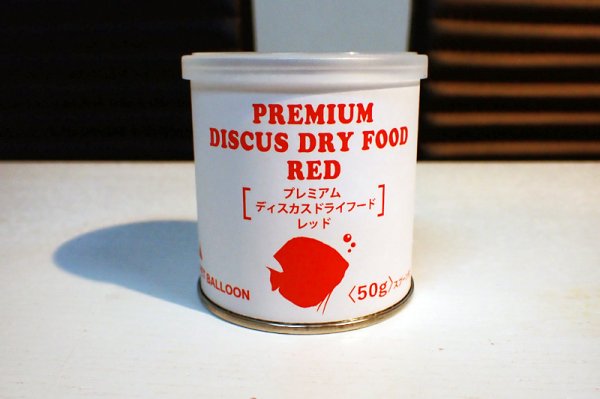 PREMIUM
DISCUS DRY FOOD
RED
プレミアム
ディスカスドライフード
レッド
BALLOON
〈50g〉